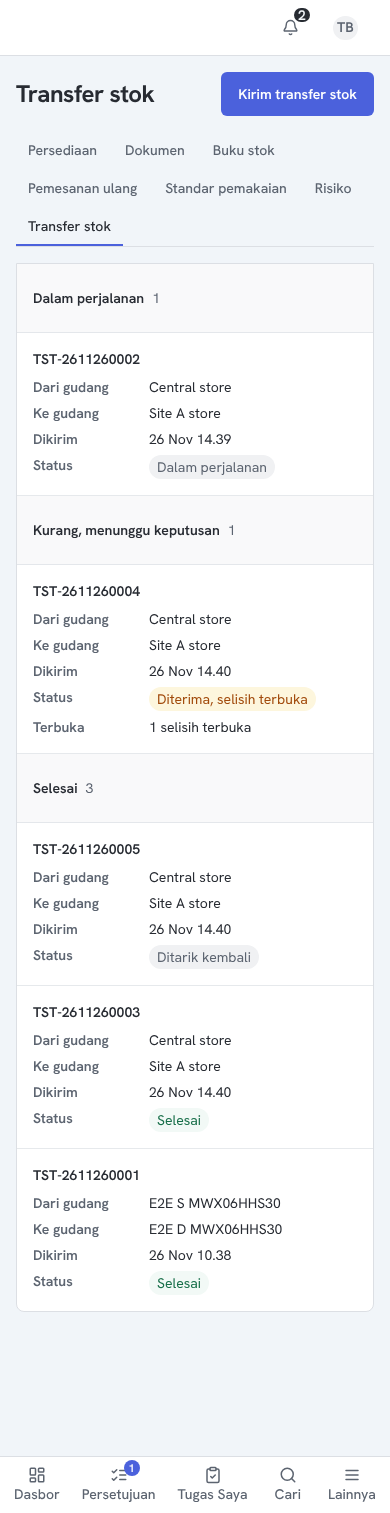 2
TB
Transfer stok
Kirim transfer stok
Persediaan Dokumen Buku stok
Pemesanan ulang Standar pemakaian Risiko
Transfer stok
Dalam perjalanan 1
TST-2611260002
Dari gudang Central store
Ke gudang Site A store
Dikirim 26 Nov 14.39
Status Dalam perjalanan
Kurang, menunggu keputusan 1
TST-2611260004
Dari gudang Central store
Ke gudang Site A store
Dikirim 26 Nov 14.40
Status Diterima, selisih terbuka
Terbuka 1 selisih terbuka
Selesai 3
TST-2611260005
Dari gudang Central store
Ke gudang Site A store
Dikirim 26 Nov 14.40
Status Ditarik kembali
TST-2611260003
Dari gudang Central store
Ke gudang Site A store
Dikirim 26 Nov 14.40
Status Selesai
TST-2611260001
Dari gudang E2E S MWX06HHS30
Ke gudang E2E D MWX06HHS30
Dikirim 26 Nov 10.38
Status Selesai
1
Dasbor Persetujuan Tugas Saya Cari Lainnya